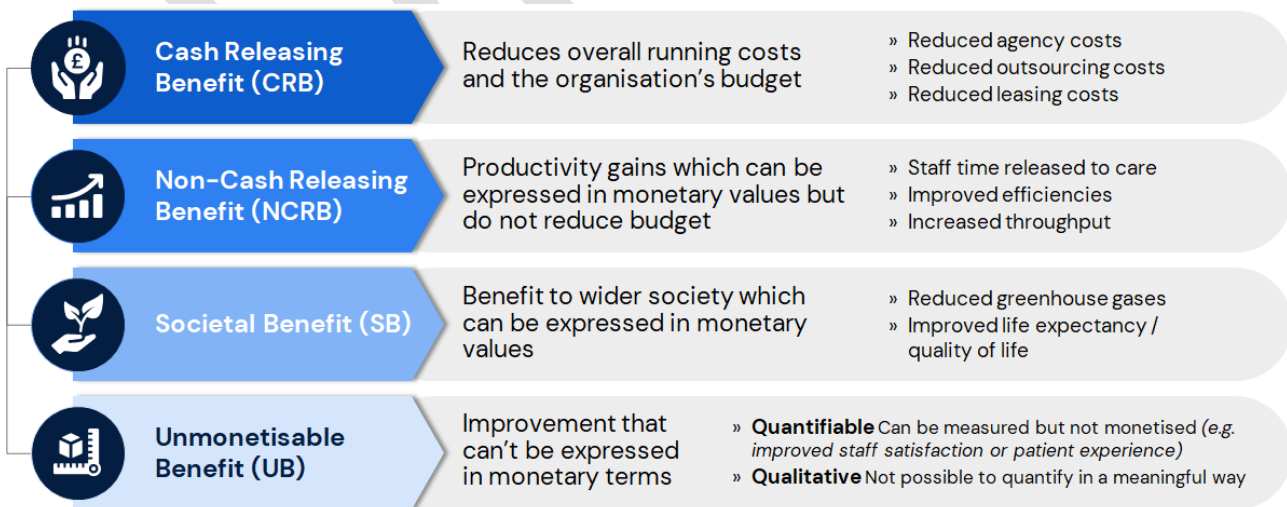 £
Cash Releasing
Benefit (CRB)
Reduces overall running costs
and the organisation's budget
» Reduced agency costs
» Reduced outsourcing costs
» Reduced leasing costs
Non-Cash Releasing
Benefit (NCRB)
Productivity gains which can be
expressed in monetary values but
do not reduce budget
» Staff time released to care
» Improved efficiencies
» Increased throughput
Societal Benefit (SB)
Benefit to wider society which
can be expressed in monetary
values
» Reduced greenhouse gases
» Improved life expectancy /
quality of life
Unmonetisable
Benefit (UB)
Improvement that
can't be expressed
in monetary terms
» Quantifiable Can be measured but not monetised (e.g.
improved staff satisfaction or patient experience)
» Qualitative Not possible to quantify in a meaningful way